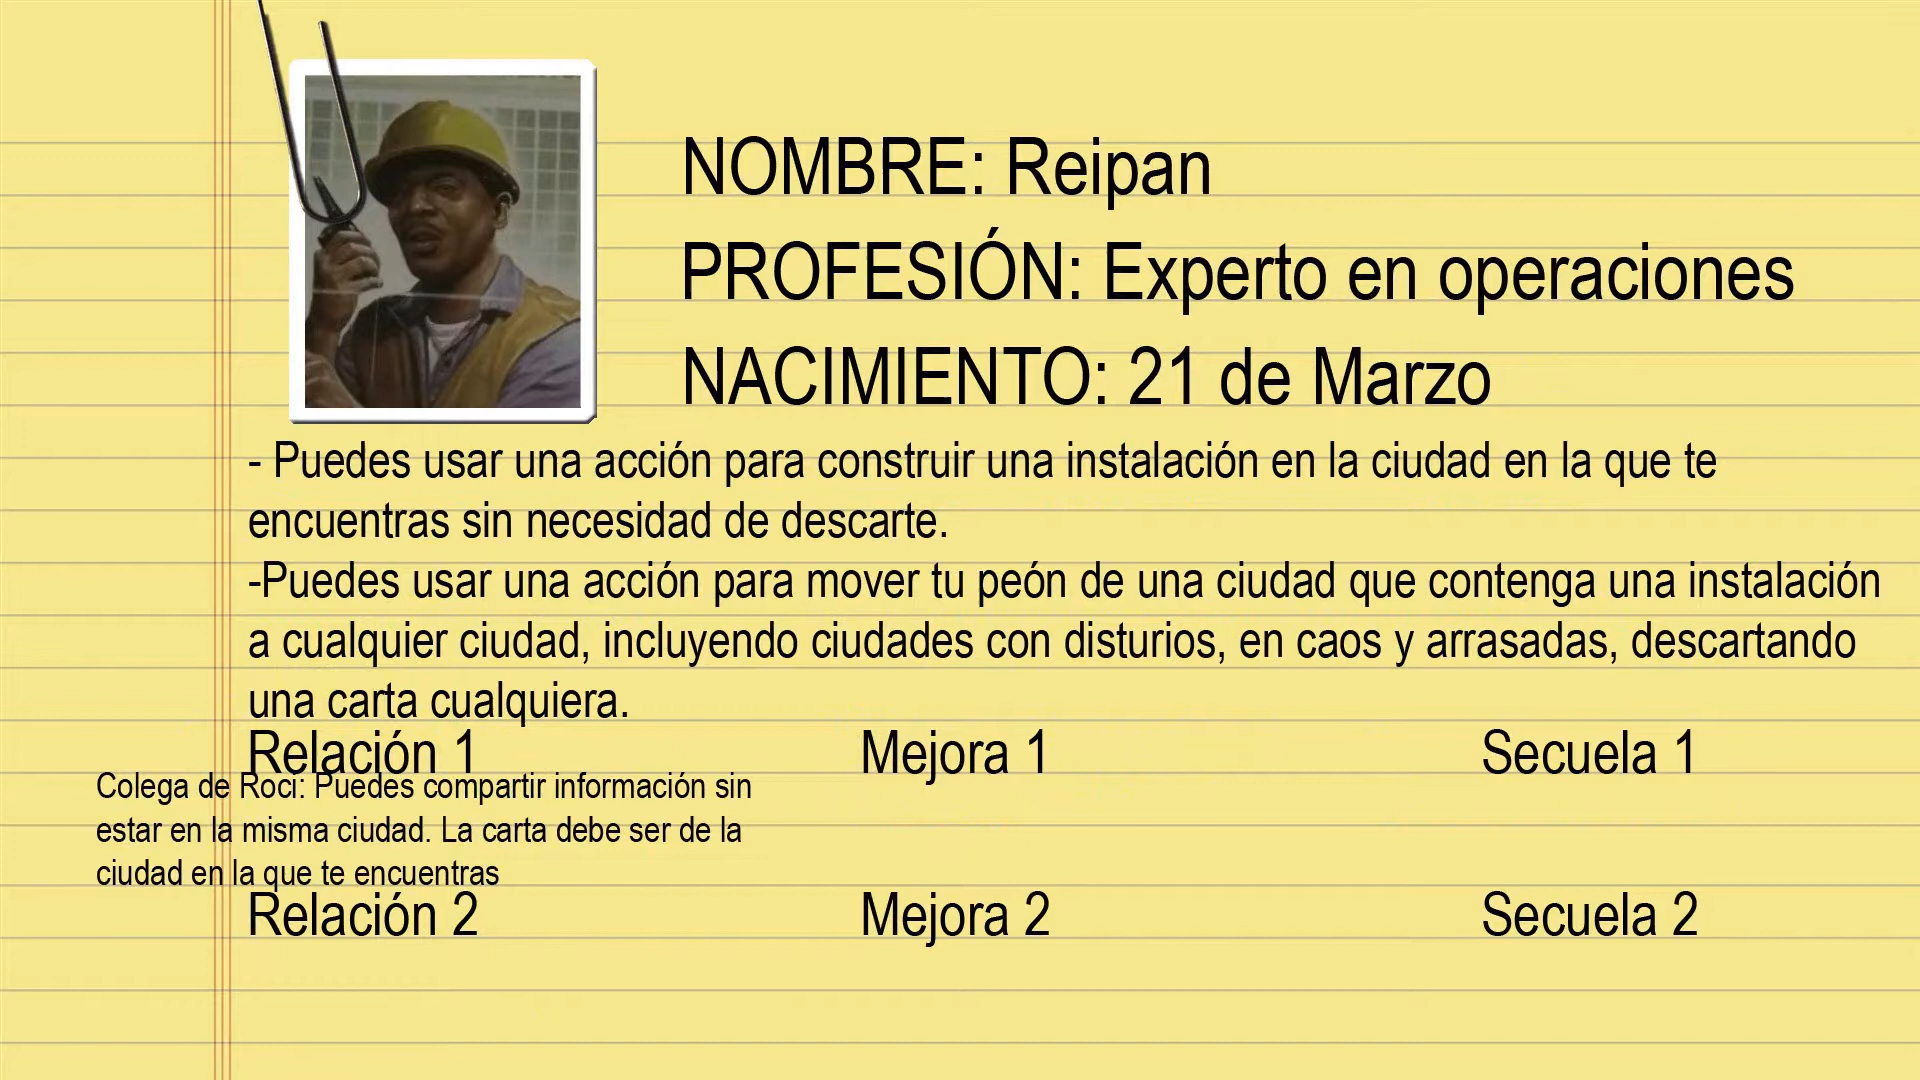 NOMBRE: Reipan
PROFESIÓN: Experto en operaciones
NACIMIENTO: 21 de Marzo
- Puedes usar una acción para construir una instalación en la ciudad en la que te
encuentras sin necesidad de descarte.
-Puedes usar una acción para mover tu peón de una ciudad que contenga una instalación
a cualquier ciudad, incluyendo ciudades con disturios, en caos y arrasadas, descartando
una carta cualquiera.
Relación 1 Mejora 1 Secuela 1
Colega de Roci: Puedes compartir información sin
estar en la misma ciudad. La carta debe ser de la
ciudad en la que te encuentras
Relación 2 Mejora 2 Secuela 2